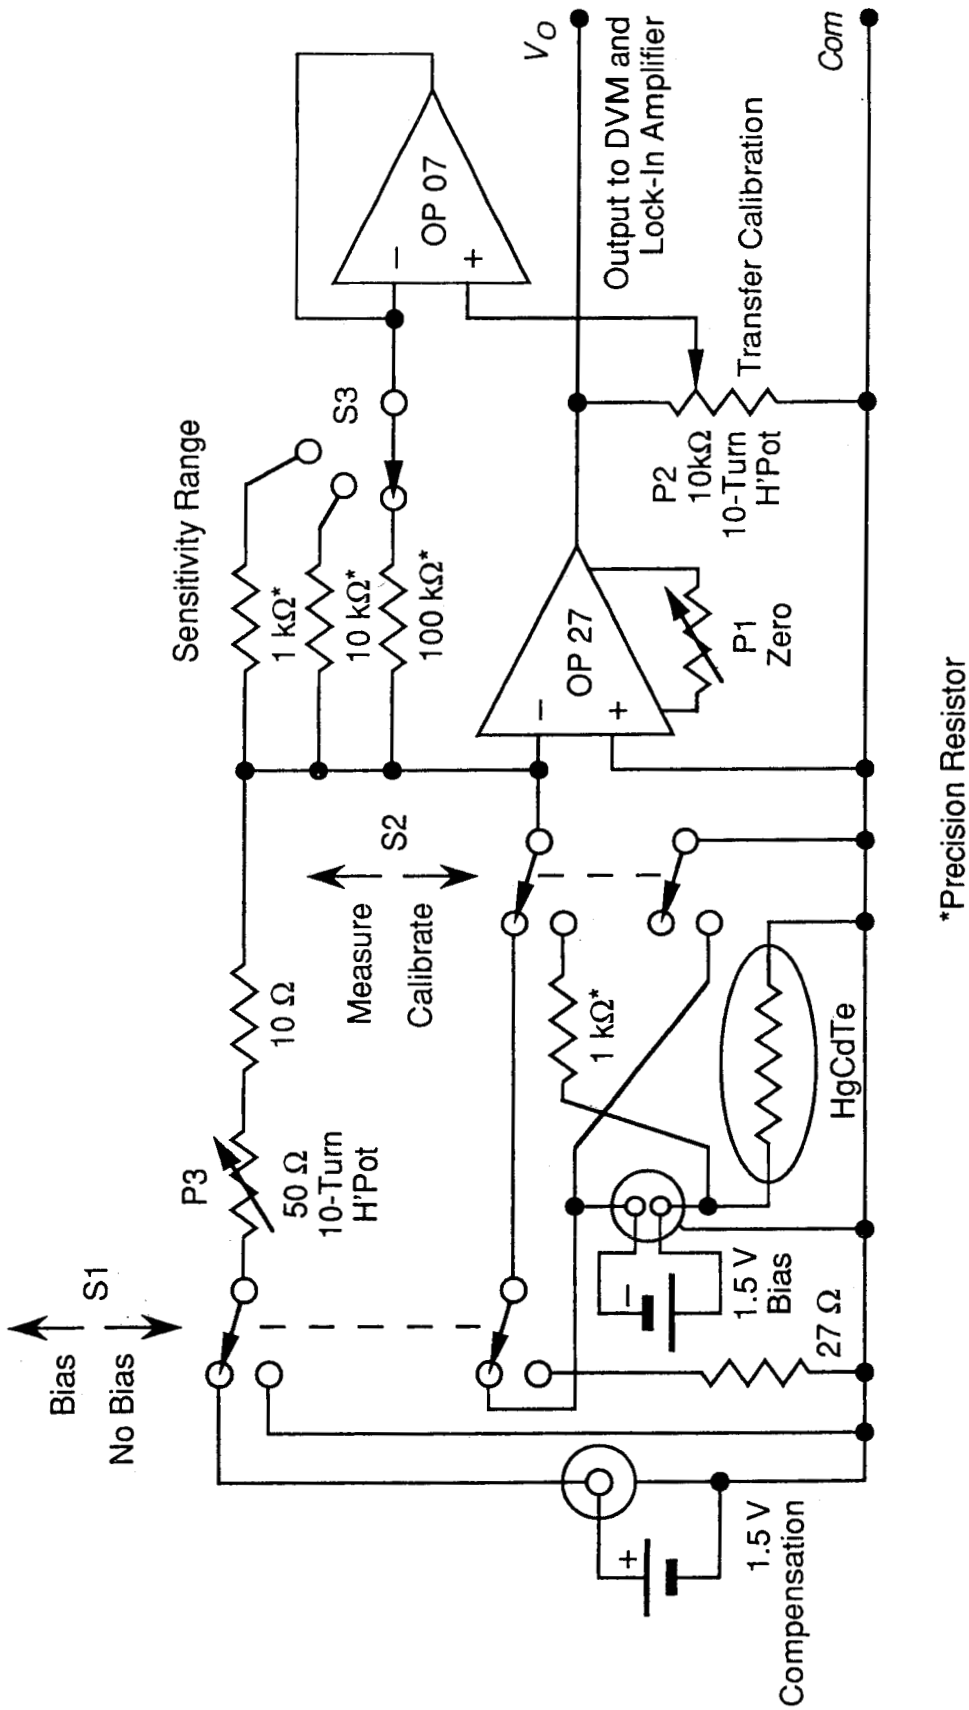 Bias
No Bias
S1
P3
50 Ω
10-Turn
H'Pot
10 Ω
Measure
Calibrate
S2
Sensitivity Range
1 kΩ*
10 kΩ*
100 kΩ*
S3
−
+
OP 07
1 kΩ*
−
+
OP 27
P1
Zero
V_O
Output to DVM and
Lock-In Amplifier
P2
10kΩ
10-Turn
H'Pot
Transfer Calibration
Com
HgCdTe
−
1.5 V
Bias
27 Ω
+
1.5 V
Compensation
*Precision Resistor